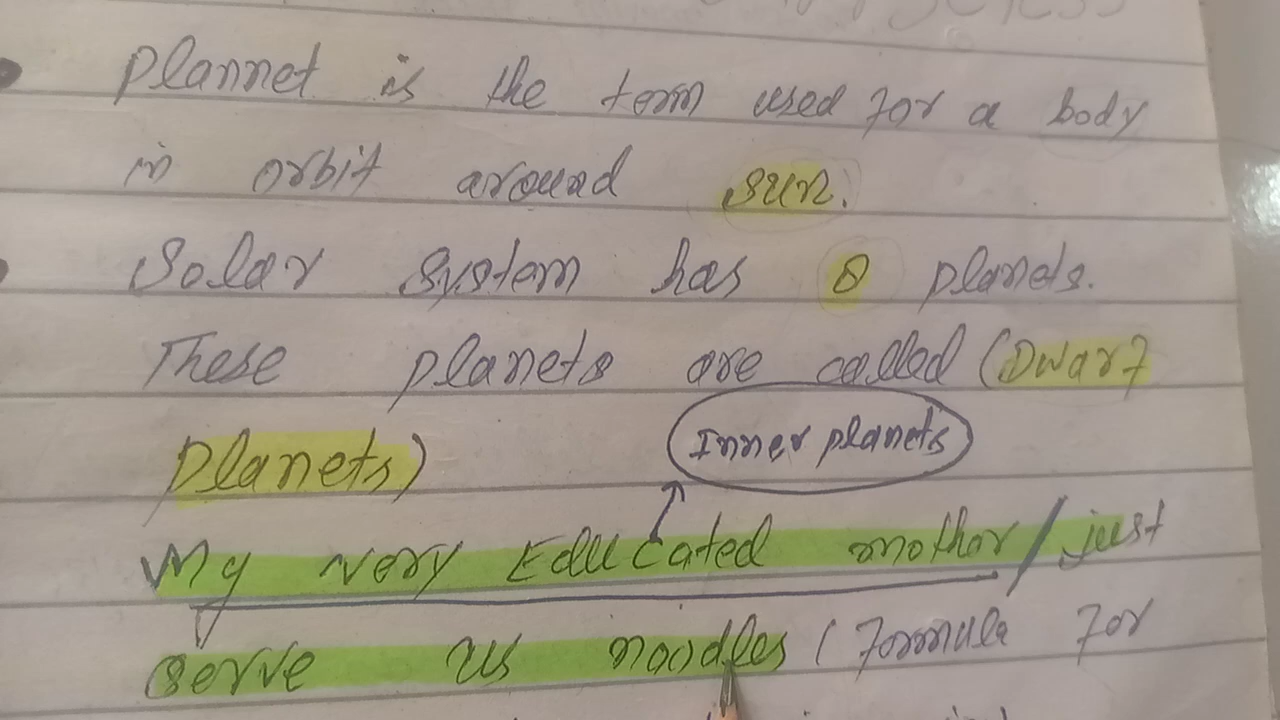 Plannet is the term used for a body
in orbit around sun.
Solar system has 8 planets.
These planets are called (Dwarf
planets)
Inner planets
My very Educated mother / just
serve us noodles (Formula for